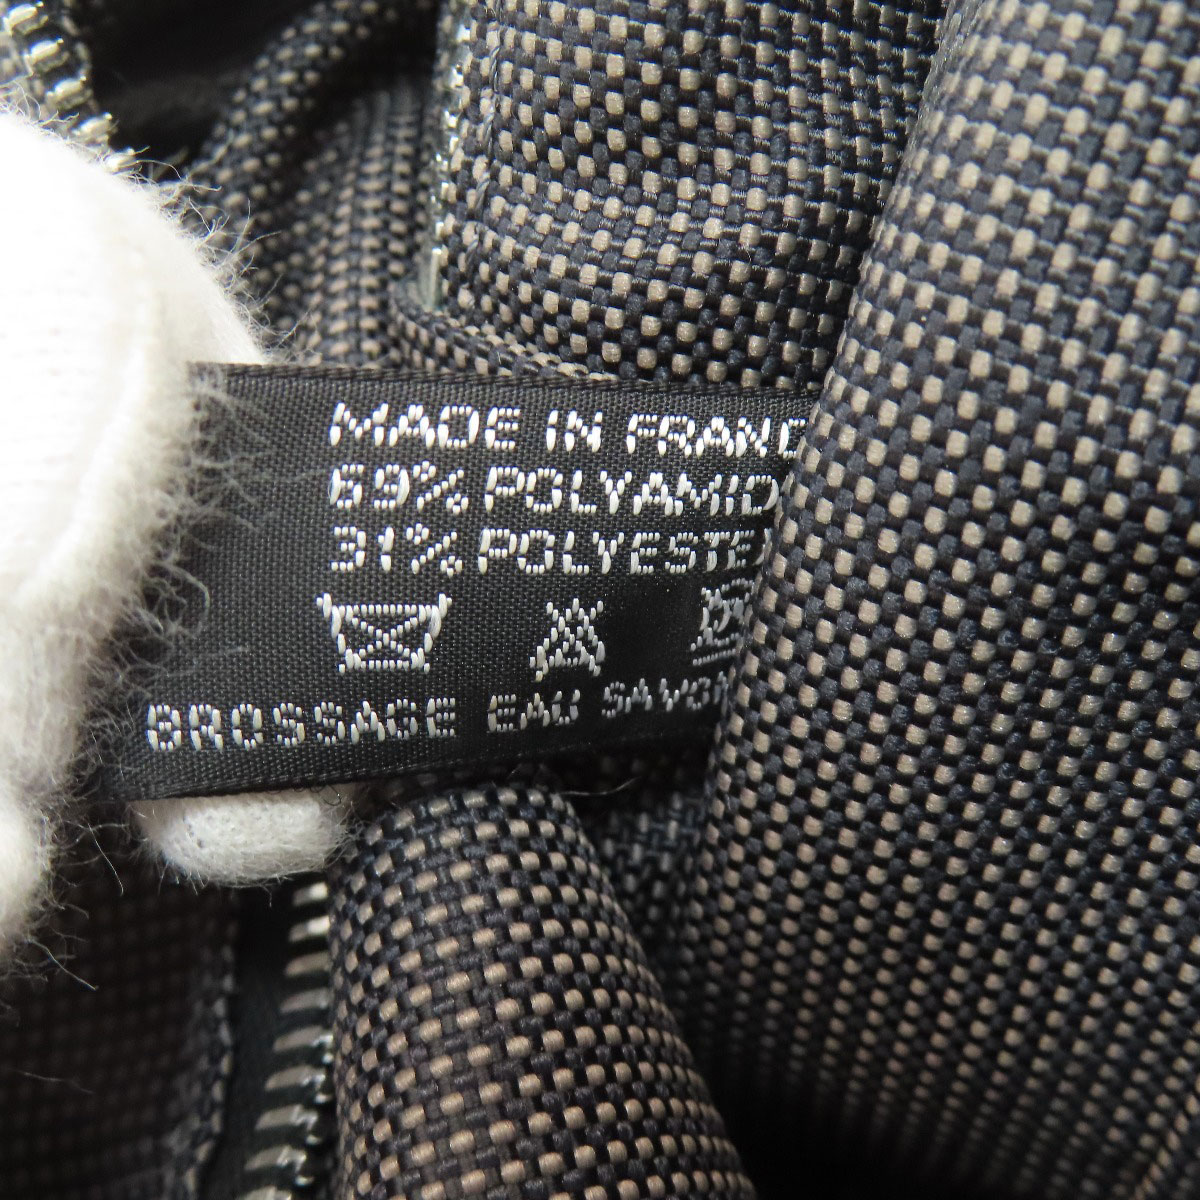 MADE IN FRANC
69% POLYAMID
31% POLYESTE
BROSSAGE EAU SAVON